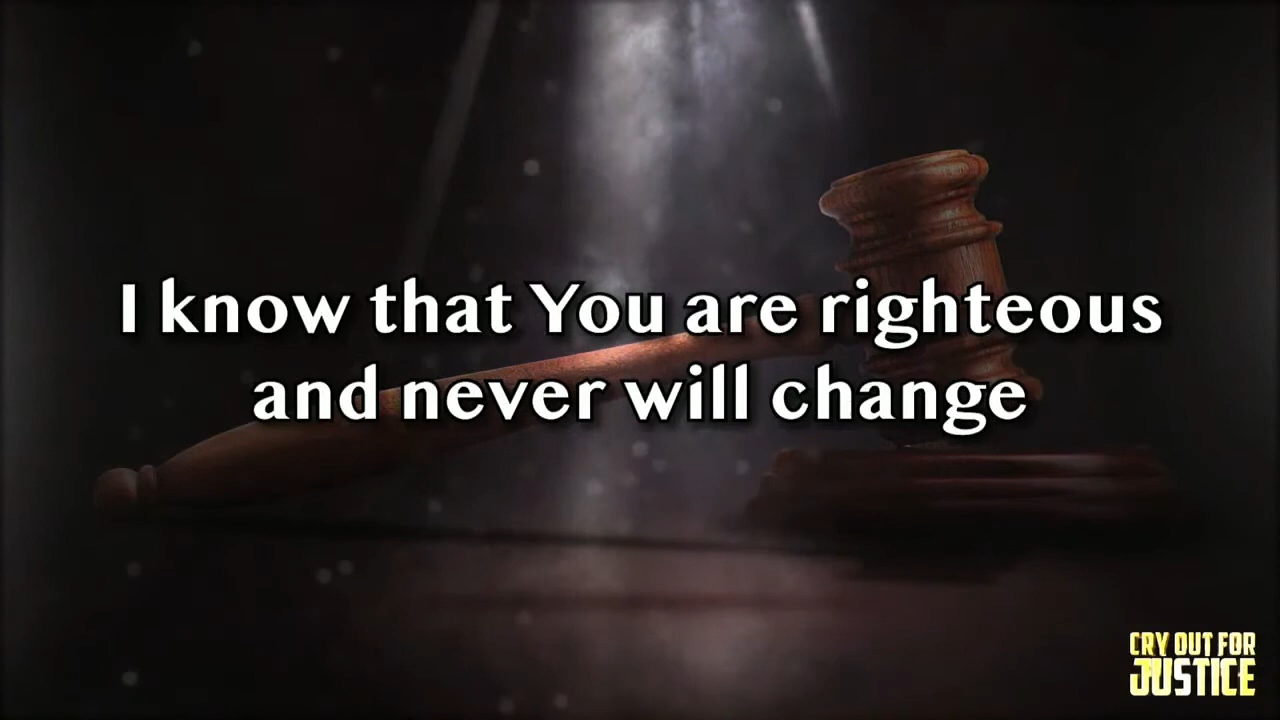 I know that You are righteous
and never will change
CRY OUT FOR
JUSTICE